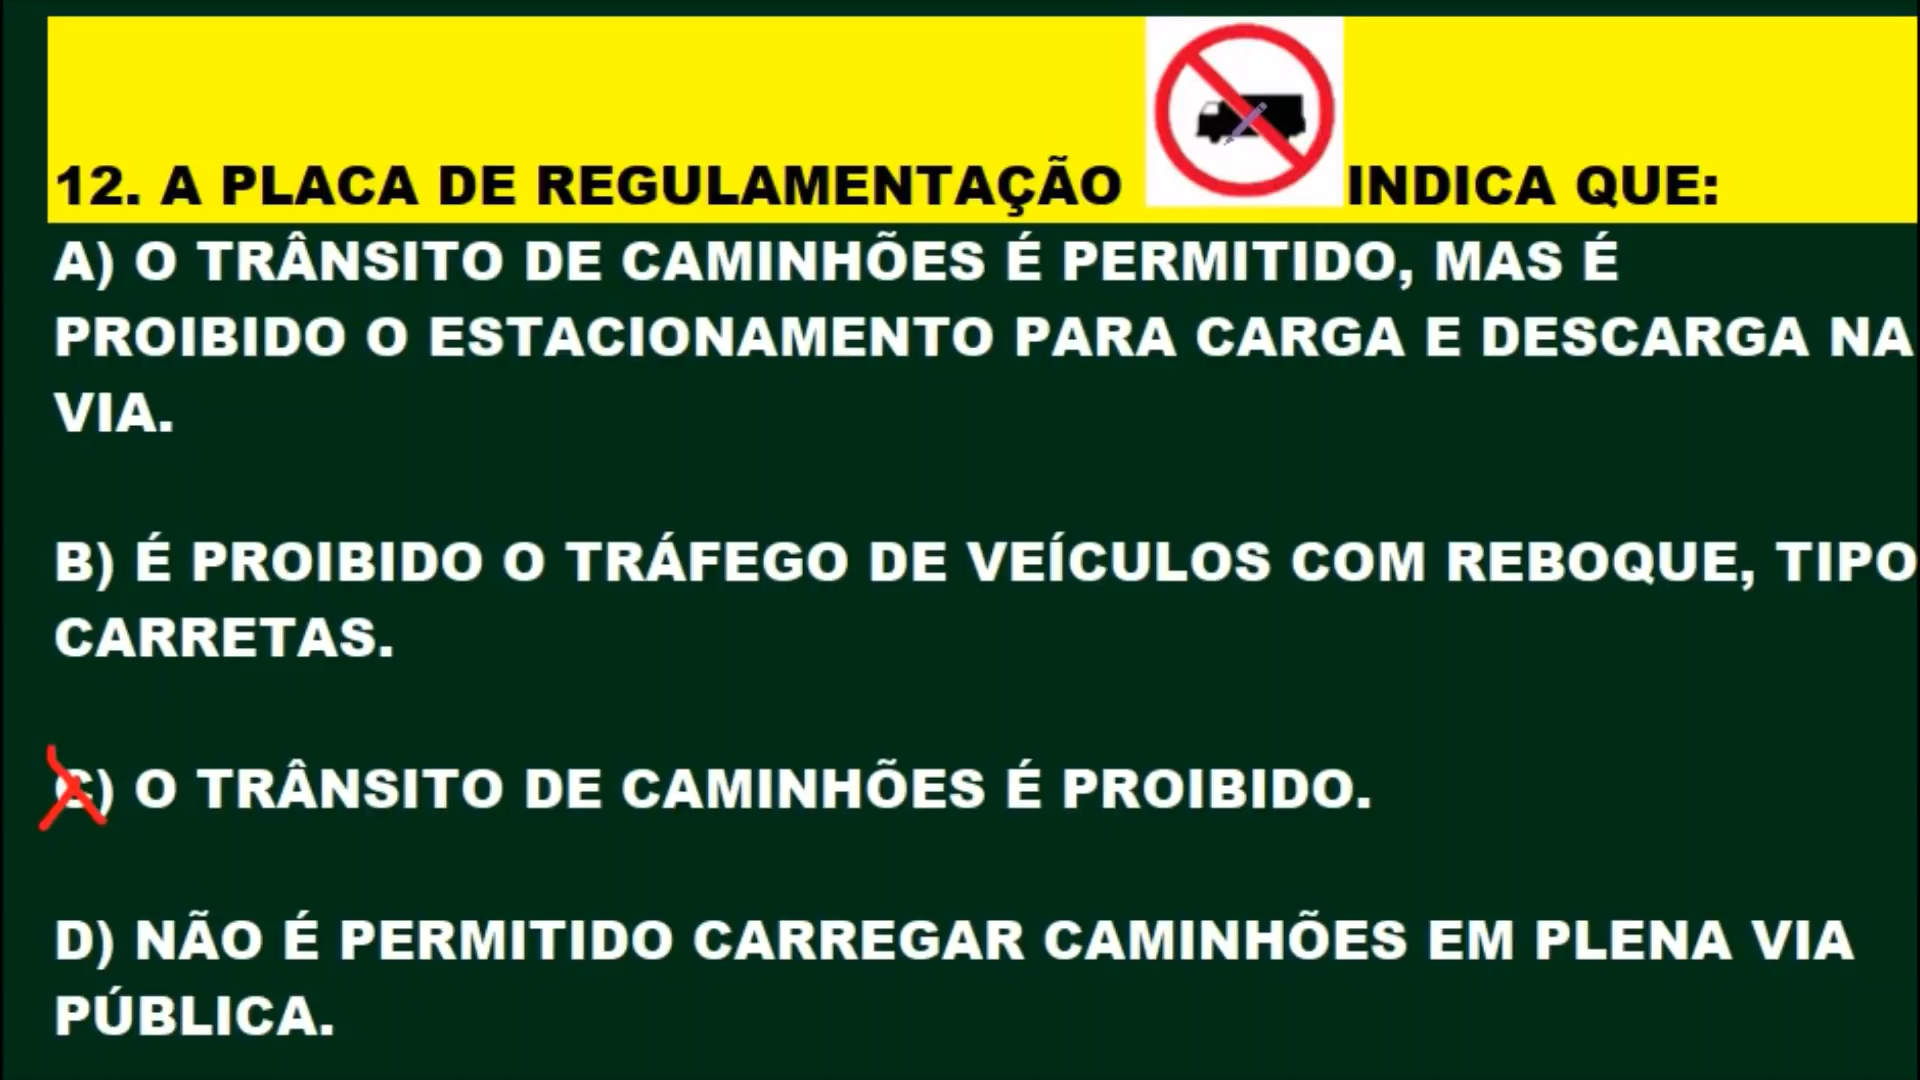 12. A PLACA DE REGULAMENTAÇÃO INDICA QUE:
A) O TRÂNSITO DE CAMINHÕES É PERMITIDO, MAS É
PROIBIDO O ESTACIONAMENTO PARA CARGA E DESCARGA NA
VIA.
B) É PROIBIDO O TRÁFEGO DE VEÍCULOS COM REBOQUE, TIPO
CARRETAS.
C) O TRÂNSITO DE CAMINHÕES É PROIBIDO.
D) NÃO É PERMITIDO CARREGAR CAMINHÕES EM PLENA VIA
PÚBLICA.